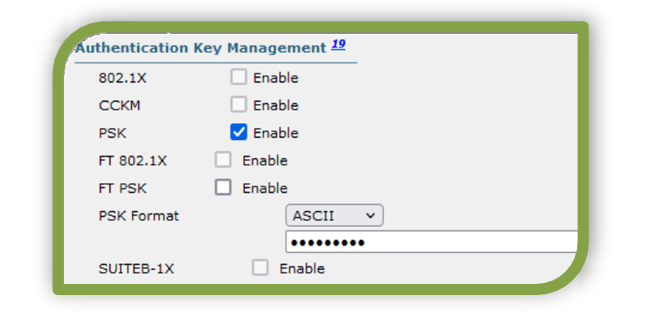 Authentication Key Management 19
802.1X Enable
CCKM Enable
PSK Enable
FT 802.1X Enable
FT PSK Enable
PSK Format ASCII
•••••••••
SUITEB-1X Enable